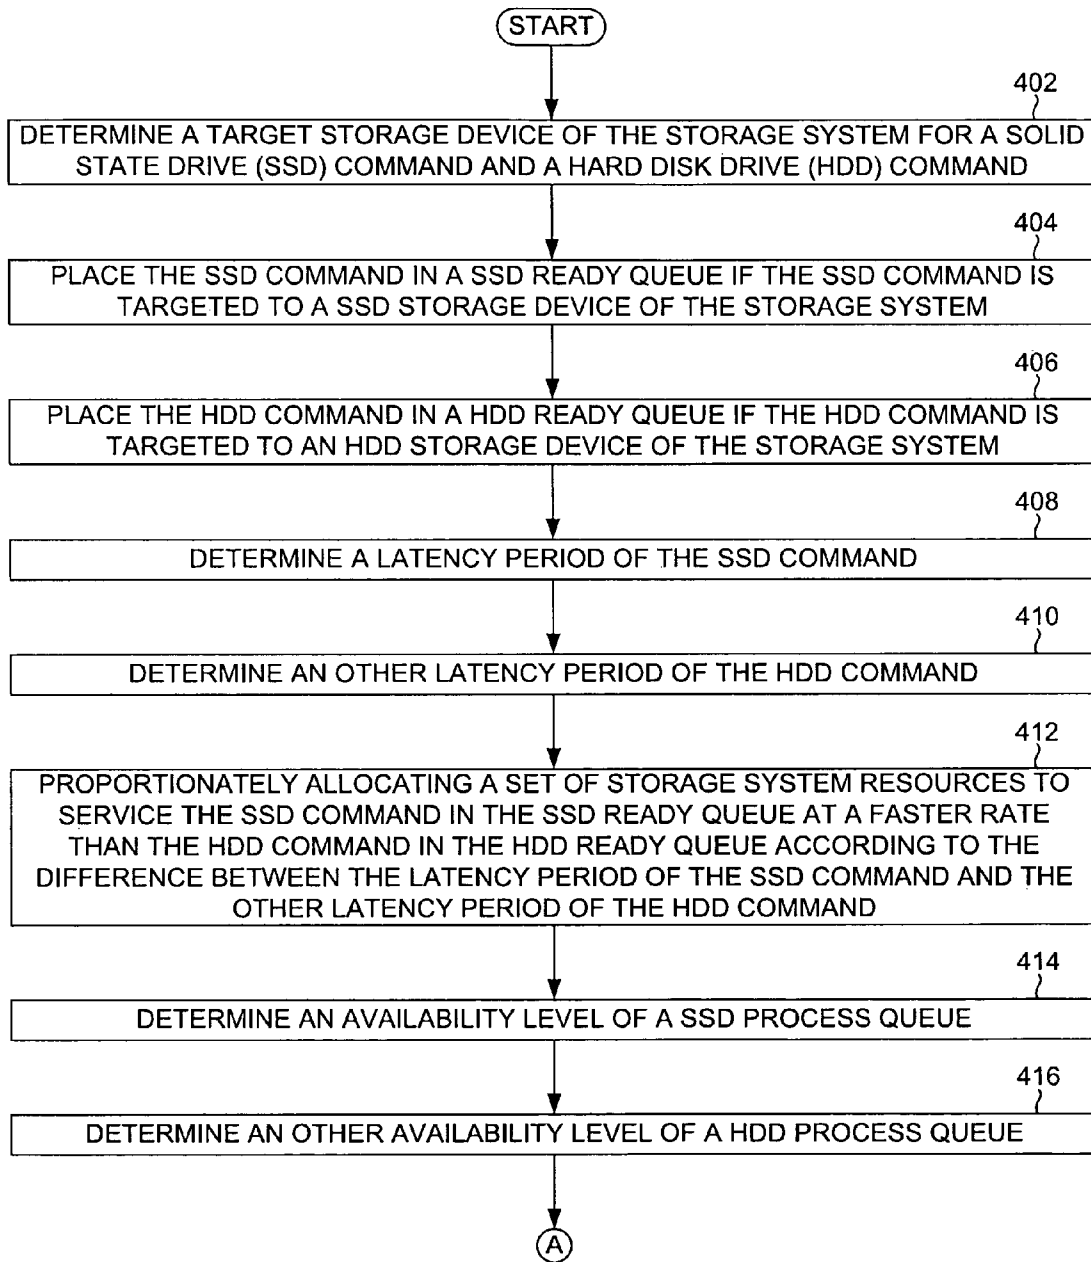 START
402
DETERMINE A TARGET STORAGE DEVICE OF THE STORAGE SYSTEM FOR A SOLID
STATE DRIVE (SSD) COMMAND AND A HARD DISK DRIVE (HDD) COMMAND
404
PLACE THE SSD COMMAND IN A SSD READY QUEUE IF THE SSD COMMAND IS
TARGETED TO A SSD STORAGE DEVICE OF THE STORAGE SYSTEM
406
PLACE THE HDD COMMAND IN A HDD READY QUEUE IF THE HDD COMMAND IS
TARGETED TO AN HDD STORAGE DEVICE OF THE STORAGE SYSTEM
408
DETERMINE A LATENCY PERIOD OF THE SSD COMMAND
410
DETERMINE AN OTHER LATENCY PERIOD OF THE HDD COMMAND
412
PROPORTIONATELY ALLOCATING A SET OF STORAGE SYSTEM RESOURCES TO
SERVICE THE SSD COMMAND IN THE SSD READY QUEUE AT A FASTER RATE
THAN THE HDD COMMAND IN THE HDD READY QUEUE ACCORDING TO THE
DIFFERENCE BETWEEN THE LATENCY PERIOD OF THE SSD COMMAND AND THE
OTHER LATENCY PERIOD OF THE HDD COMMAND
414
DETERMINE AN AVAILABILITY LEVEL OF A SSD PROCESS QUEUE
416
DETERMINE AN OTHER AVAILABILITY LEVEL OF A HDD PROCESS QUEUE
A